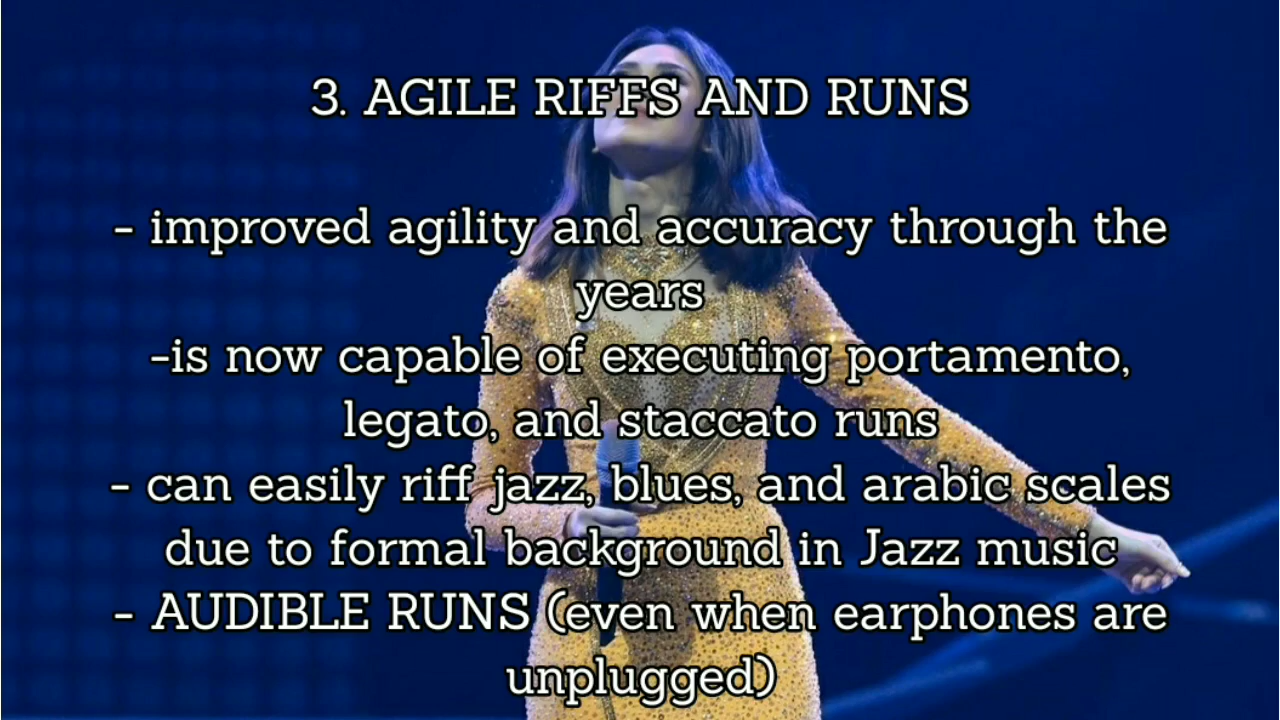 3. AGILE RIFFS AND RUNS
- improved agility and accuracy through the
years
-is now capable of executing portamento,
legato, and staccato runs
- can easily riff jazz, blues, and arabic scales
due to formal background in Jazz music
- AUDIBLE RUNS (even when earphones are
unplugged)